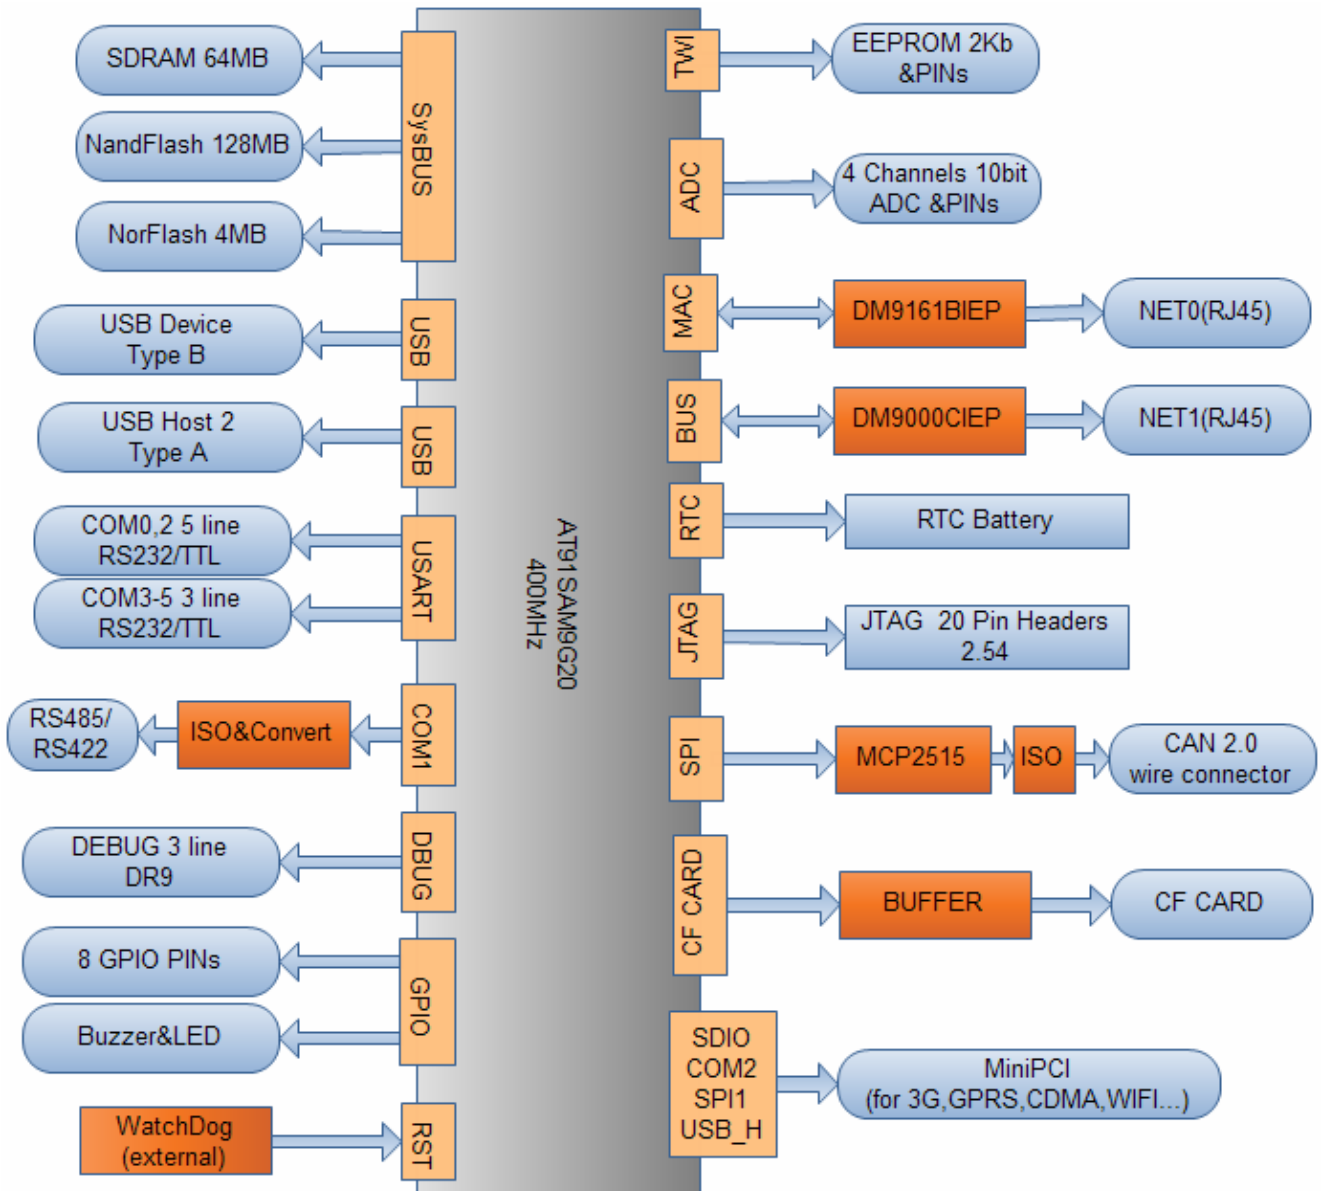 SDRAM 64MB
NandFlash 128MB
NorFlash 4MB
SysBUS
USB Device
Type B
USB
USB Host 2
Type A
USB
COM0,2 5 line
RS232/TTL
COM3-5 3 line
RS232/TTL
USART
RS485/
RS422
ISO&Convert
COM1
DEBUG 3 line
DR9
DBUG
8 GPIO PINs
Buzzer&LED
GPIO
WatchDog
(external)
RST
AT91SAM9G20
400MHz
TWI
EEPROM 2Kb
&PINs
ADC
4 Channels 10bit
ADC &PINs
MAC
DM9161BIEP
NET0(RJ45)
BUS
DM9000CIEP
NET1(RJ45)
RTC
RTC Battery
JTAG
JTAG 20 Pin Headers
2.54
SPI
MCP2515
ISO
CAN 2.0
wire connector
CF CARD
BUFFER
CF CARD
SDIO
COM2
SPI1
USB_H
MiniPCI
(for 3G,GPRS,CDMA,WIFI...)